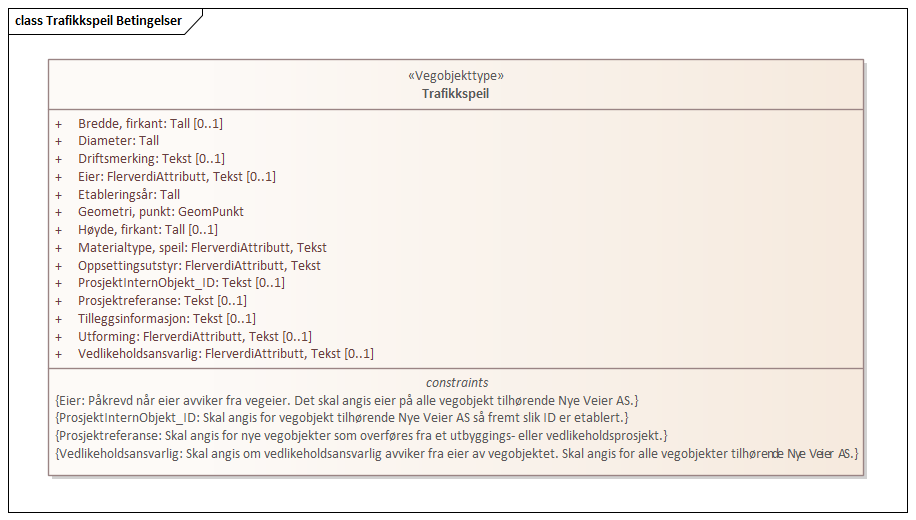 class Trafikkspeil Betingelser
«Vegobjekttype»
Trafikkspeil
+ Bredde, firkant: Tall [0..1]
+ Diameter: Tall
+ Driftsmerking: Tekst [0..1]
+ Eier: FlerverdiAttributt, Tekst [0..1]
+ Etableringsår: Tall
+ Geometri, punkt: GeomPunkt
+ Høyde, firkant: Tall [0..1]
+ Materialtype, speil: FlerverdiAttributt, Tekst
+ Oppsettingsutstyr: FlerverdiAttributt, Tekst
+ ProsjektInternObjekt_ID: Tekst [0..1]
+ Prosjektreferanse: Tekst [0..1]
+ Tilleggsinformasjon: Tekst [0..1]
+ Utforming: FlerverdiAttributt, Tekst [0..1]
+ Vedlikeholdsansvarlig: FlerverdiAttributt, Tekst [0..1]
constraints
{Eier: Påkrevd når eier avviker fra vegeier. Det skal angis eier på alle vegobjekt tilhørende Nye Veier AS.}
{ProsjektInternObjekt_ID: Skal angis for vegobjekt tilhørende Nye Veier AS så fremt slik ID er etablert.}
{Prosjektreferanse: Skal angis for nye vegobjekter som overføres fra et utbyggings- eller vedlikeholdsprosjekt.}
{Vedlikeholdsansvarlig: Skal angis om vedlikeholdsansvarlig avviker fra eier av vegobjektet. Skal angis for alle vegobjekter tilhørende Nye Veier AS.}